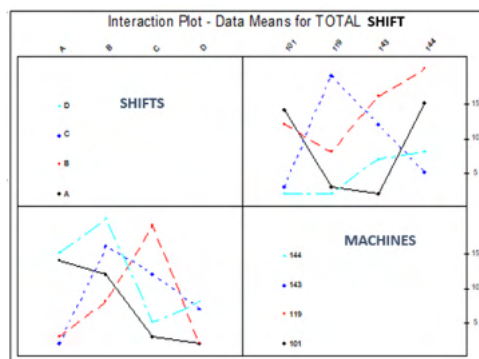 Interaction Plot - Data Means for TOTAL SHIFT
A B C D 101 119 143 144
SHIFTS
D
C
B
A
15
10
5
MACHINES
144
143
119
101
15
10
5